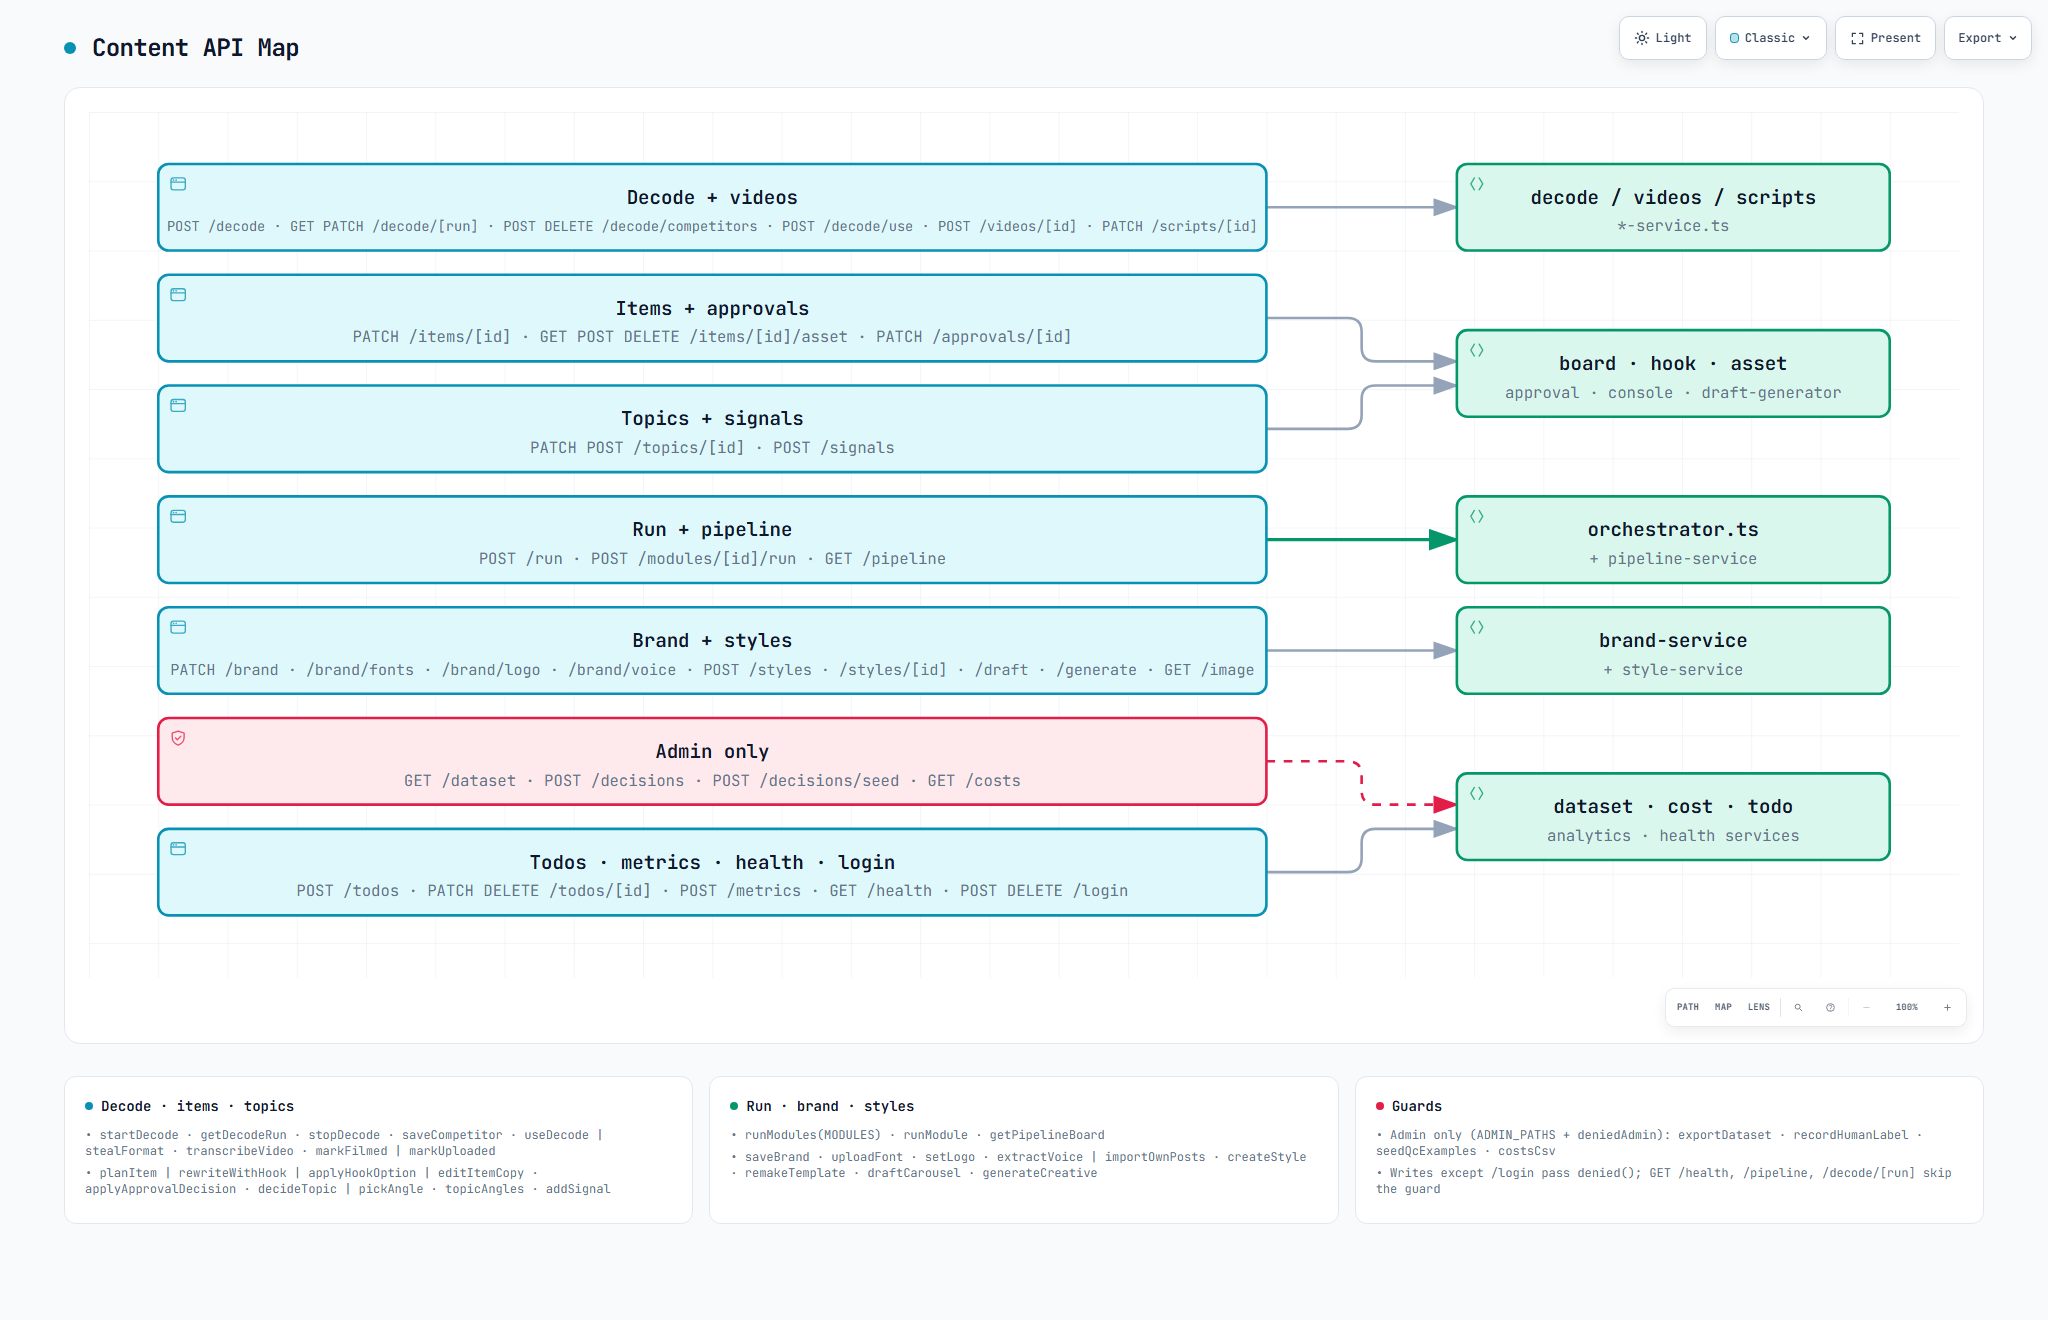 Content API Map
Light
Classic
Present
Export
Decode + videos
POST /decode · GET PATCH /decode/[run] · POST DELETE /decode/competitors · POST /decode/use · POST /videos/[id] · PATCH /scripts/[id]
decode / videos / scripts
*-service.ts
Items + approvals
PATCH /items/[id] · GET POST DELETE /items/[id]/asset · PATCH /approvals/[id]
board · hook · asset
approval · console · draft-generator
Topics + signals
PATCH POST /topics/[id] · POST /signals
Run + pipeline
POST /run · POST /modules/[id]/run · GET /pipeline
orchestrator.ts
+ pipeline-service
Brand + styles
PATCH /brand · /brand/fonts · /brand/logo · /brand/voice · POST /styles · /styles/[id] · /draft · /generate · GET /image
brand-service
+ style-service
Admin only
GET /dataset · POST /decisions · POST /decisions/seed · GET /costs
dataset · cost · todo
analytics · health services
Todos · metrics · health · login
POST /todos · PATCH DELETE /todos/[id] · POST /metrics · GET /health · POST DELETE /login
PATH MAP LENS 100%
Decode · items · topics
• startDecode · getDecodeRun · stopDecode · saveCompetitor · useDecode |
stealFormat · transcribeVideo · markFilmed | markUploaded
• planItem | rewriteWithHook | applyHookOption | editItemCopy ·
applyApprovalDecision · decideTopic | pickAngle · topicAngles · addSignal
Run · brand · styles
• runModules(MODULES) · runModule · getPipelineBoard
• saveBrand · uploadFont · setLogo · extractVoice | importOwnPosts · createStyle
· remakeTemplate · draftCarousel · generateCreative
Guards
• Admin only (ADMIN_PATHS + deniedAdmin): exportDataset · recordHumanLabel ·
seedQcExamples · costsCsv
• Writes except /login pass denied(); GET /health, /pipeline, /decode/[run] skip
the guard